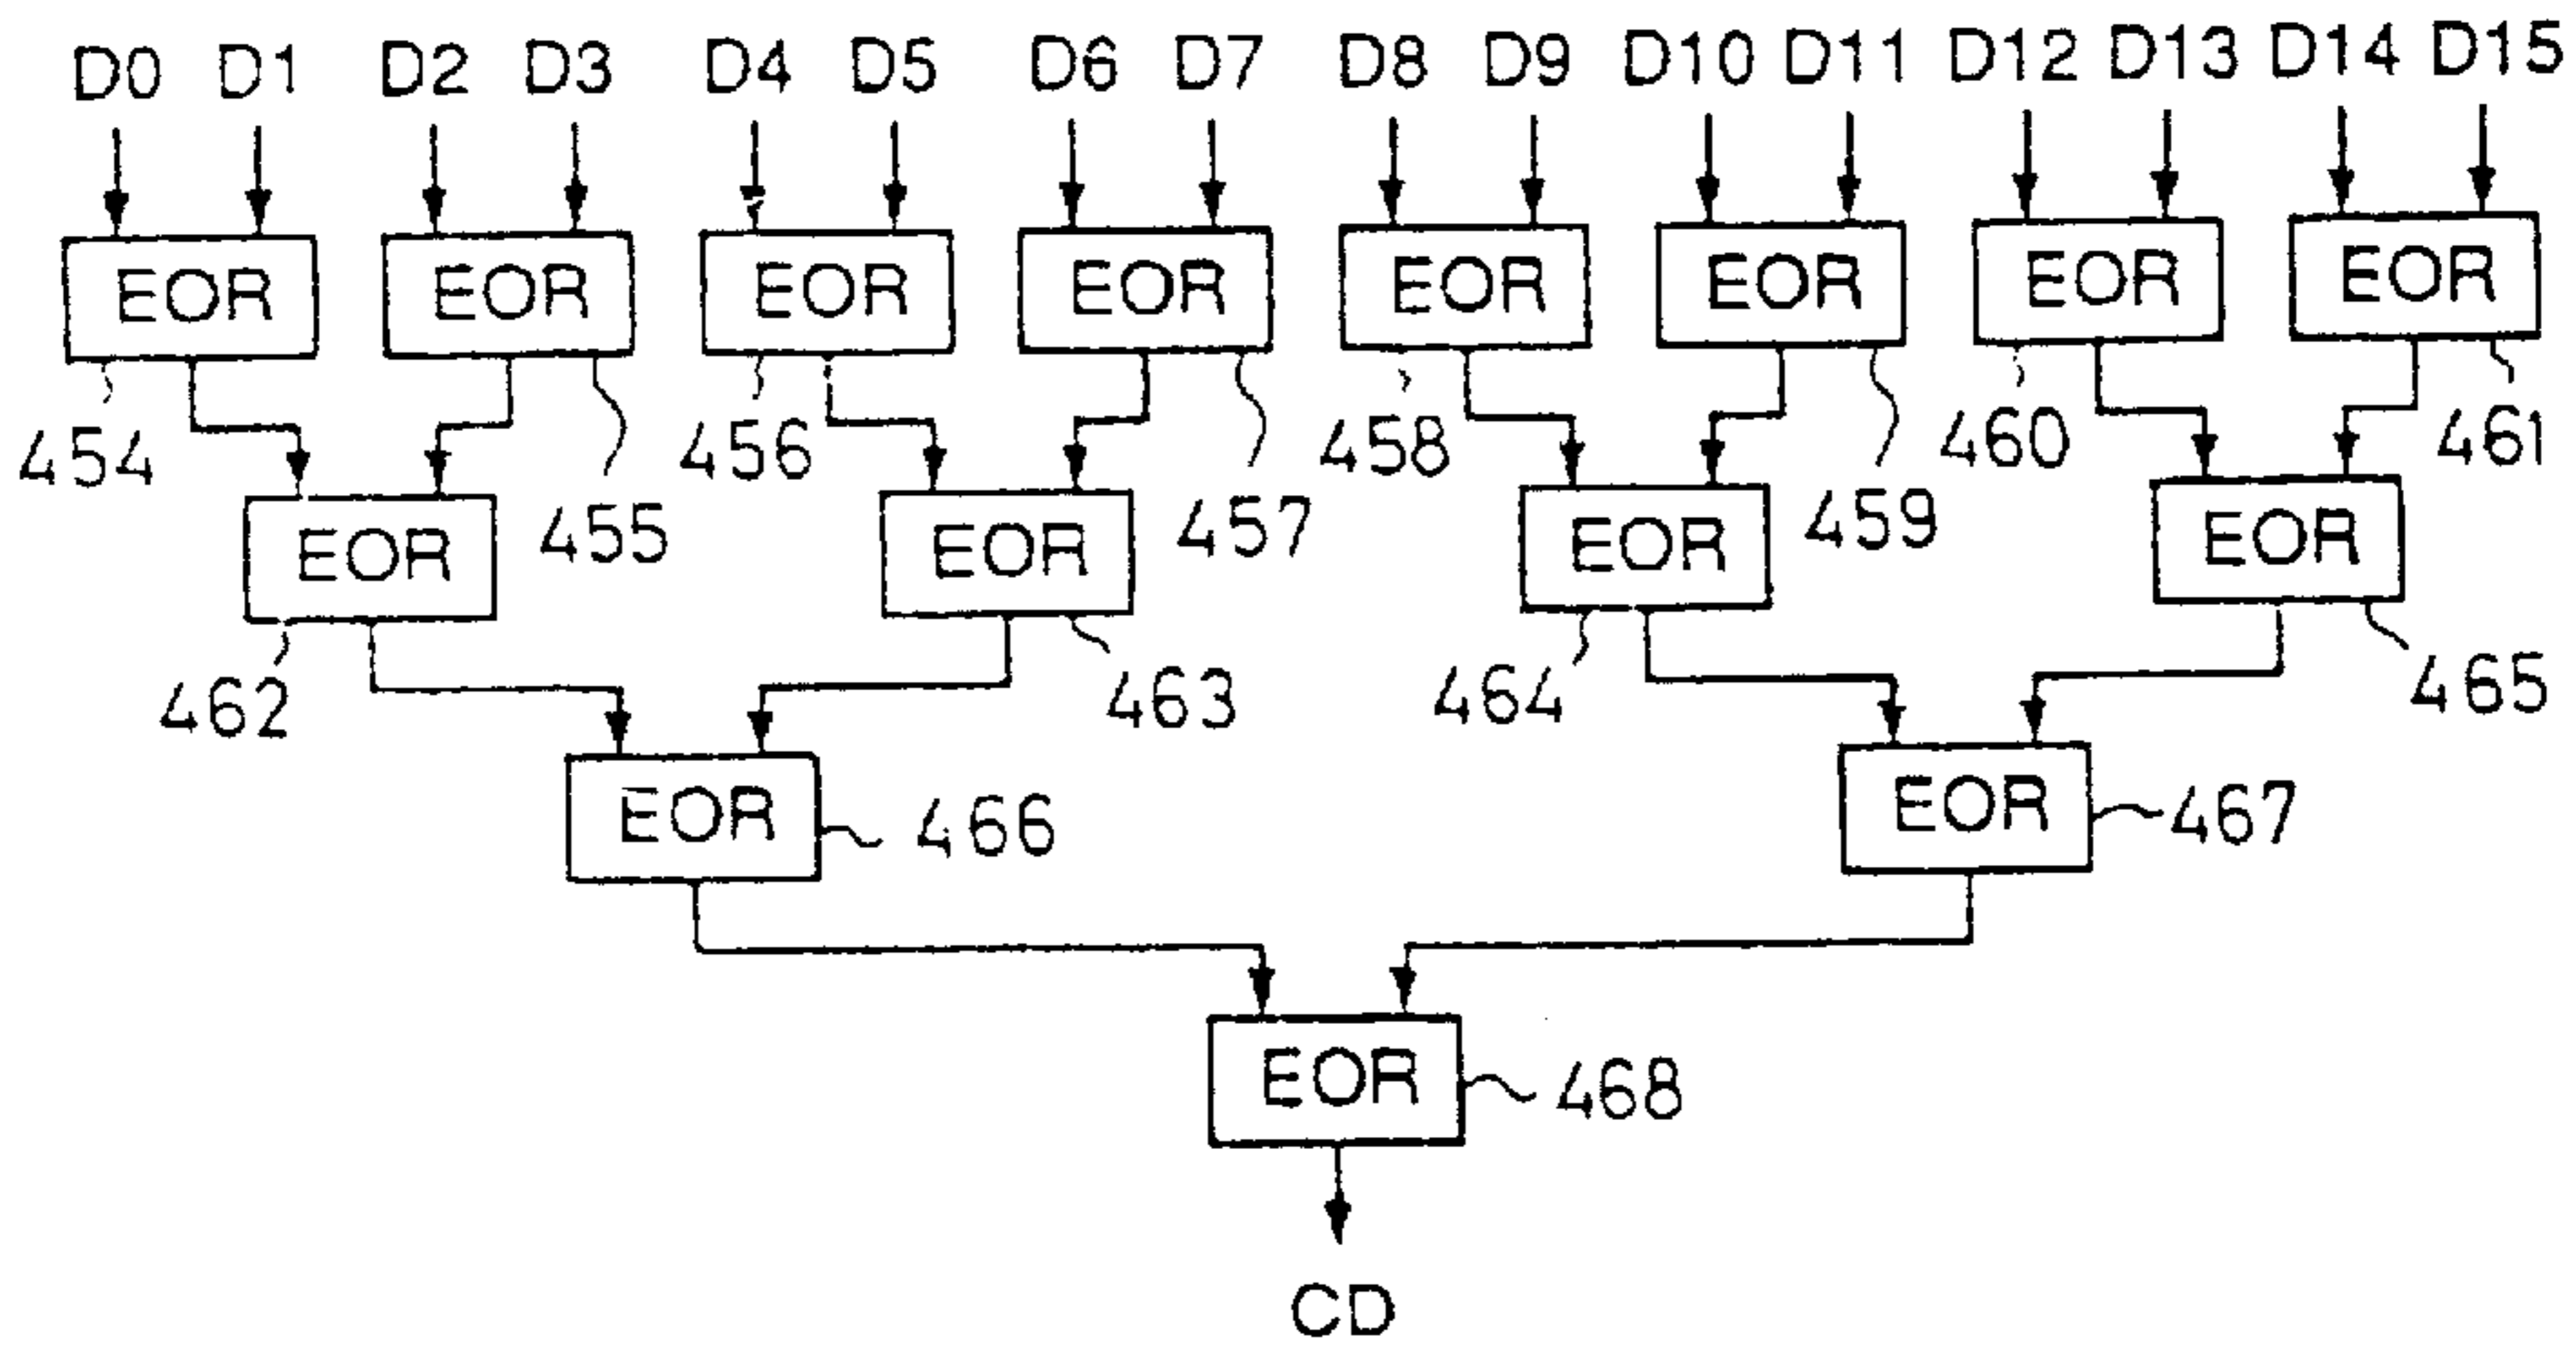 D0 D1 D2 D3 D4 D5 D6 D7 D8 D9 D10 D11 D12 D13 D14 D15
EOR EOR EOR EOR EOR EOR EOR EOR
454 455 456 457 458 459 460 461
EOR EOR EOR EOR
462 463 464 465
EOR 466 EOR 467
EOR 468
CD